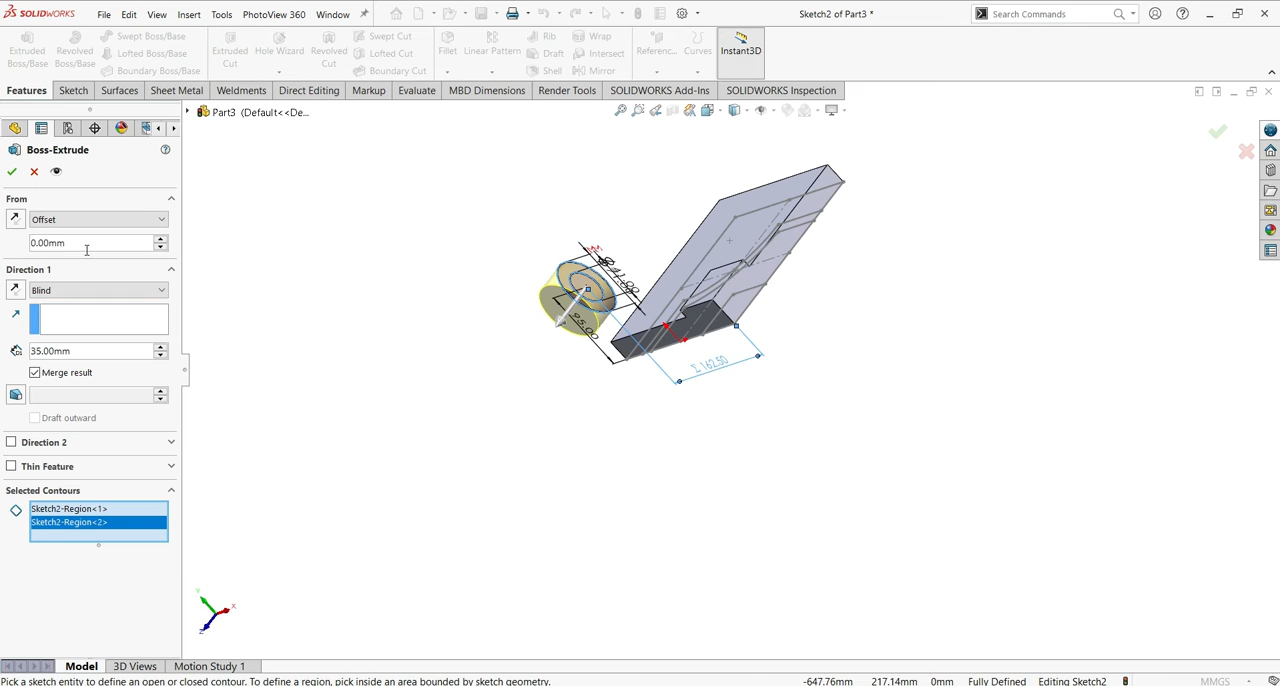 SOLIDWORKS File Edit View Insert Tools PhotoView 360 Window Sketch2 of Part3 * Search Commands
Extruded Boss/Base Revolved Boss/Base Swept Boss/Base Lofted Boss/Base Boundary Boss/Base Extruded Cut Hole Wizard Revolved Cut Swept Cut Lofted Cut Boundary Cut Fillet Linear Pattern Rib Draft Shell Wrap Intersect Mirror Referenc... Curves Instant3D
Features Sketch Surfaces Sheet Metal Weldments Direct Editing Markup Evaluate MBD Dimensions Render Tools SOLIDWORKS Add-Ins SOLIDWORKS Inspection
Part3 (Default<<De...
Boss-Extrude
From
Offset
0.00mm
Direction 1
Blind
35.00mm
Merge result
Draft outward
Direction 2
Thin Feature
Selected Contours
Sketch2-Region<1>
Sketch2-Region<2>
95.00
Σ162.50
Y
X
Z
Model 3D Views Motion Study 1
Pick a sketch entity to define an open or closed contour. To define a region, pick inside an area bounded by sketch geometry. -647.76mm 217.14mm 0mm Fully Defined Editing Sketch2 MMGS